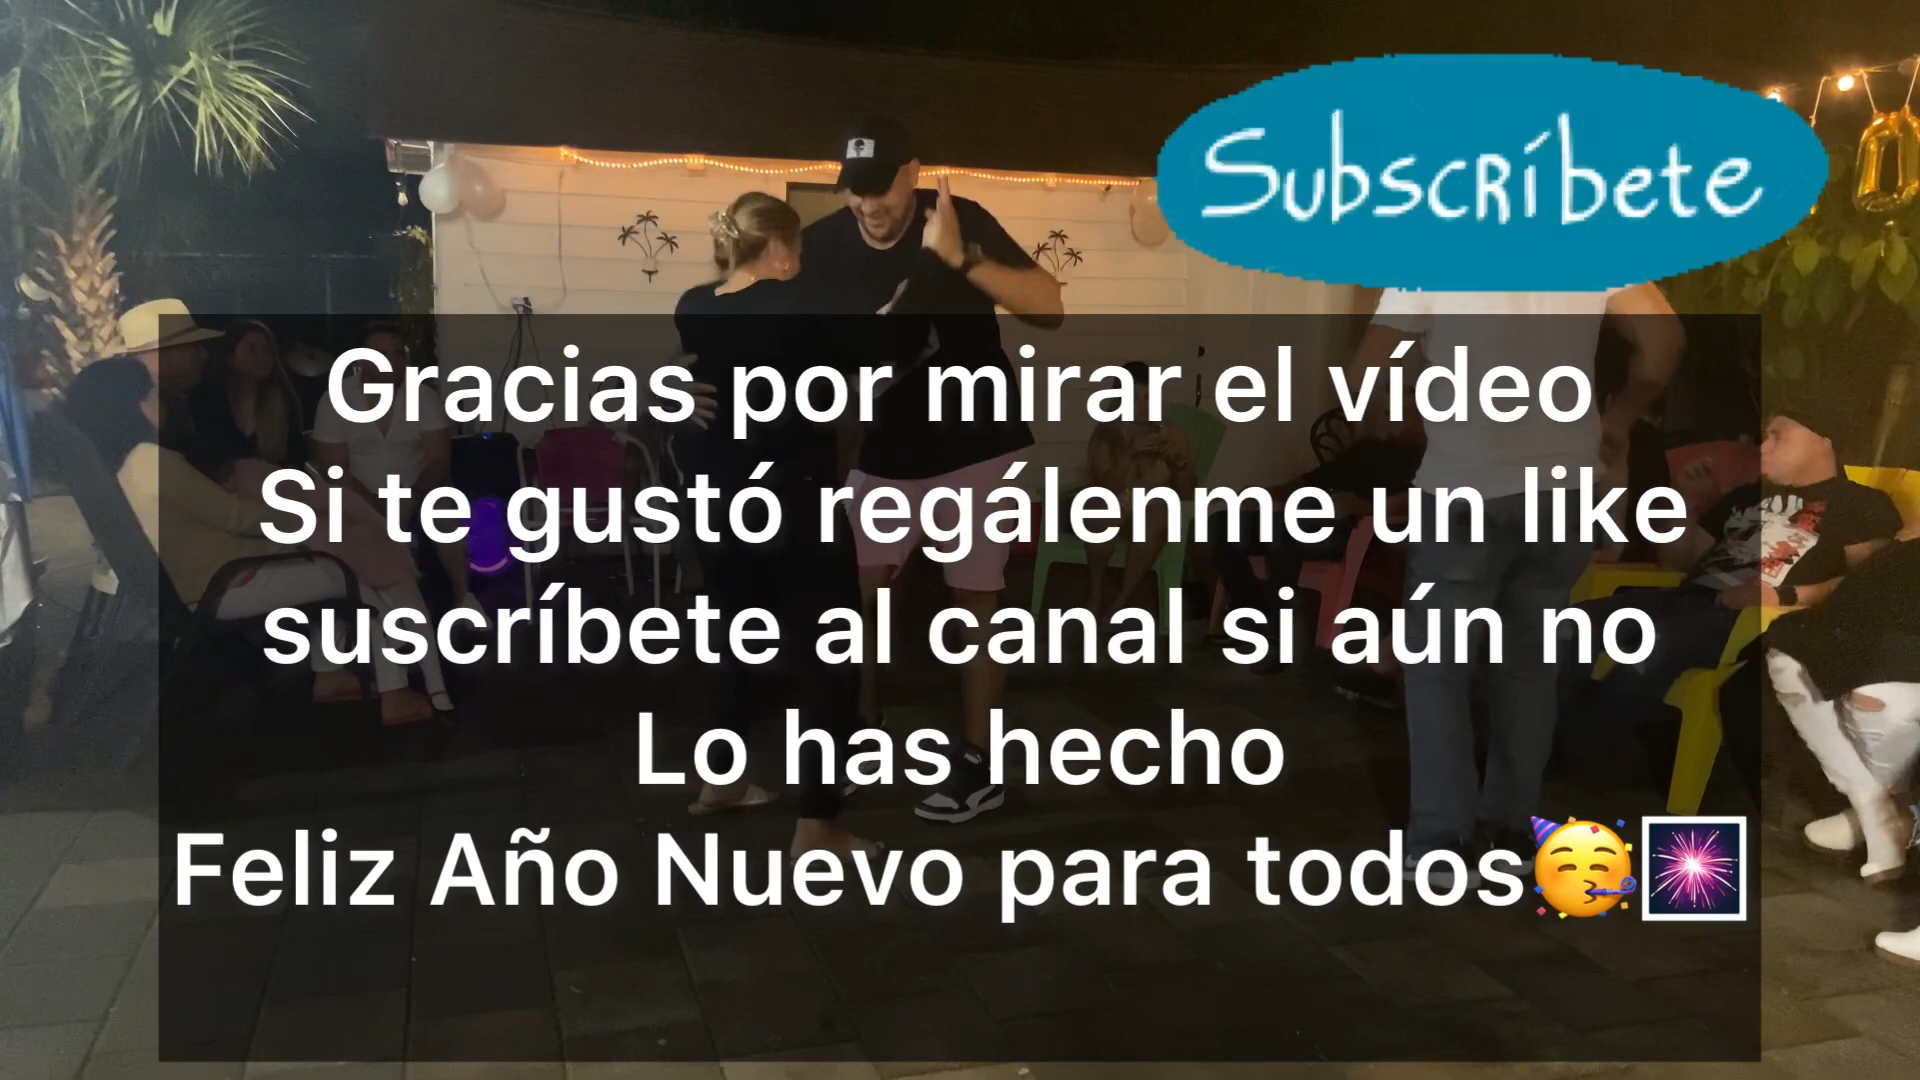 Subscríbete
Gracias por mirar el vídeo
Si te gustó regálenme un like
suscríbete al canal si aún no
Lo has hecho
Feliz Año Nuevo para todos🥳🎆